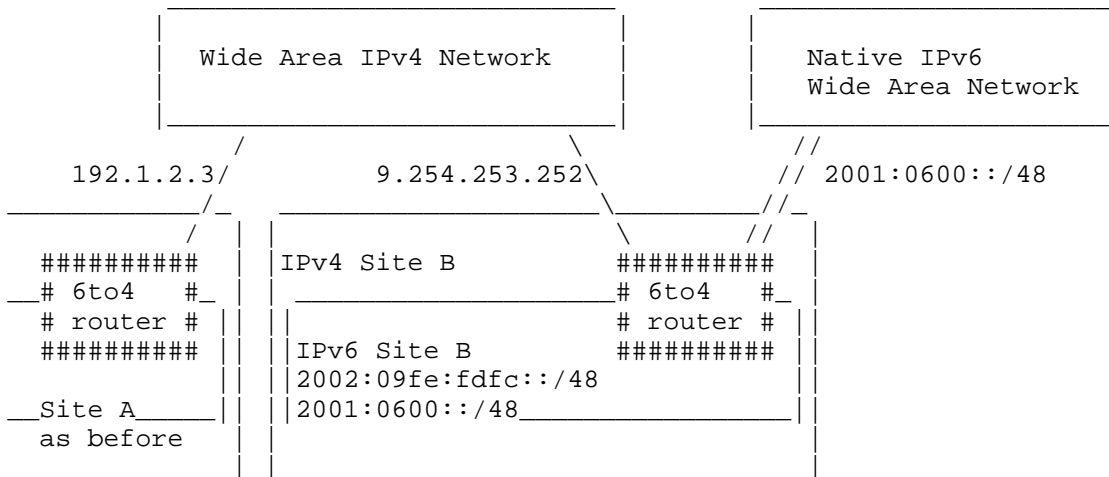 Wide Area IPv4 Network Native IPv6
Wide Area Network
192.1.2.3/ 9.254.253.252\ // 2001:0600::/48
########## IPv4 Site B ##########
# 6to4 # # 6to4 #
# router # # router #
########## IPv6 Site B ##########
2002:09fe:fdfc::/48
Site A 2001:0600::/48
as before